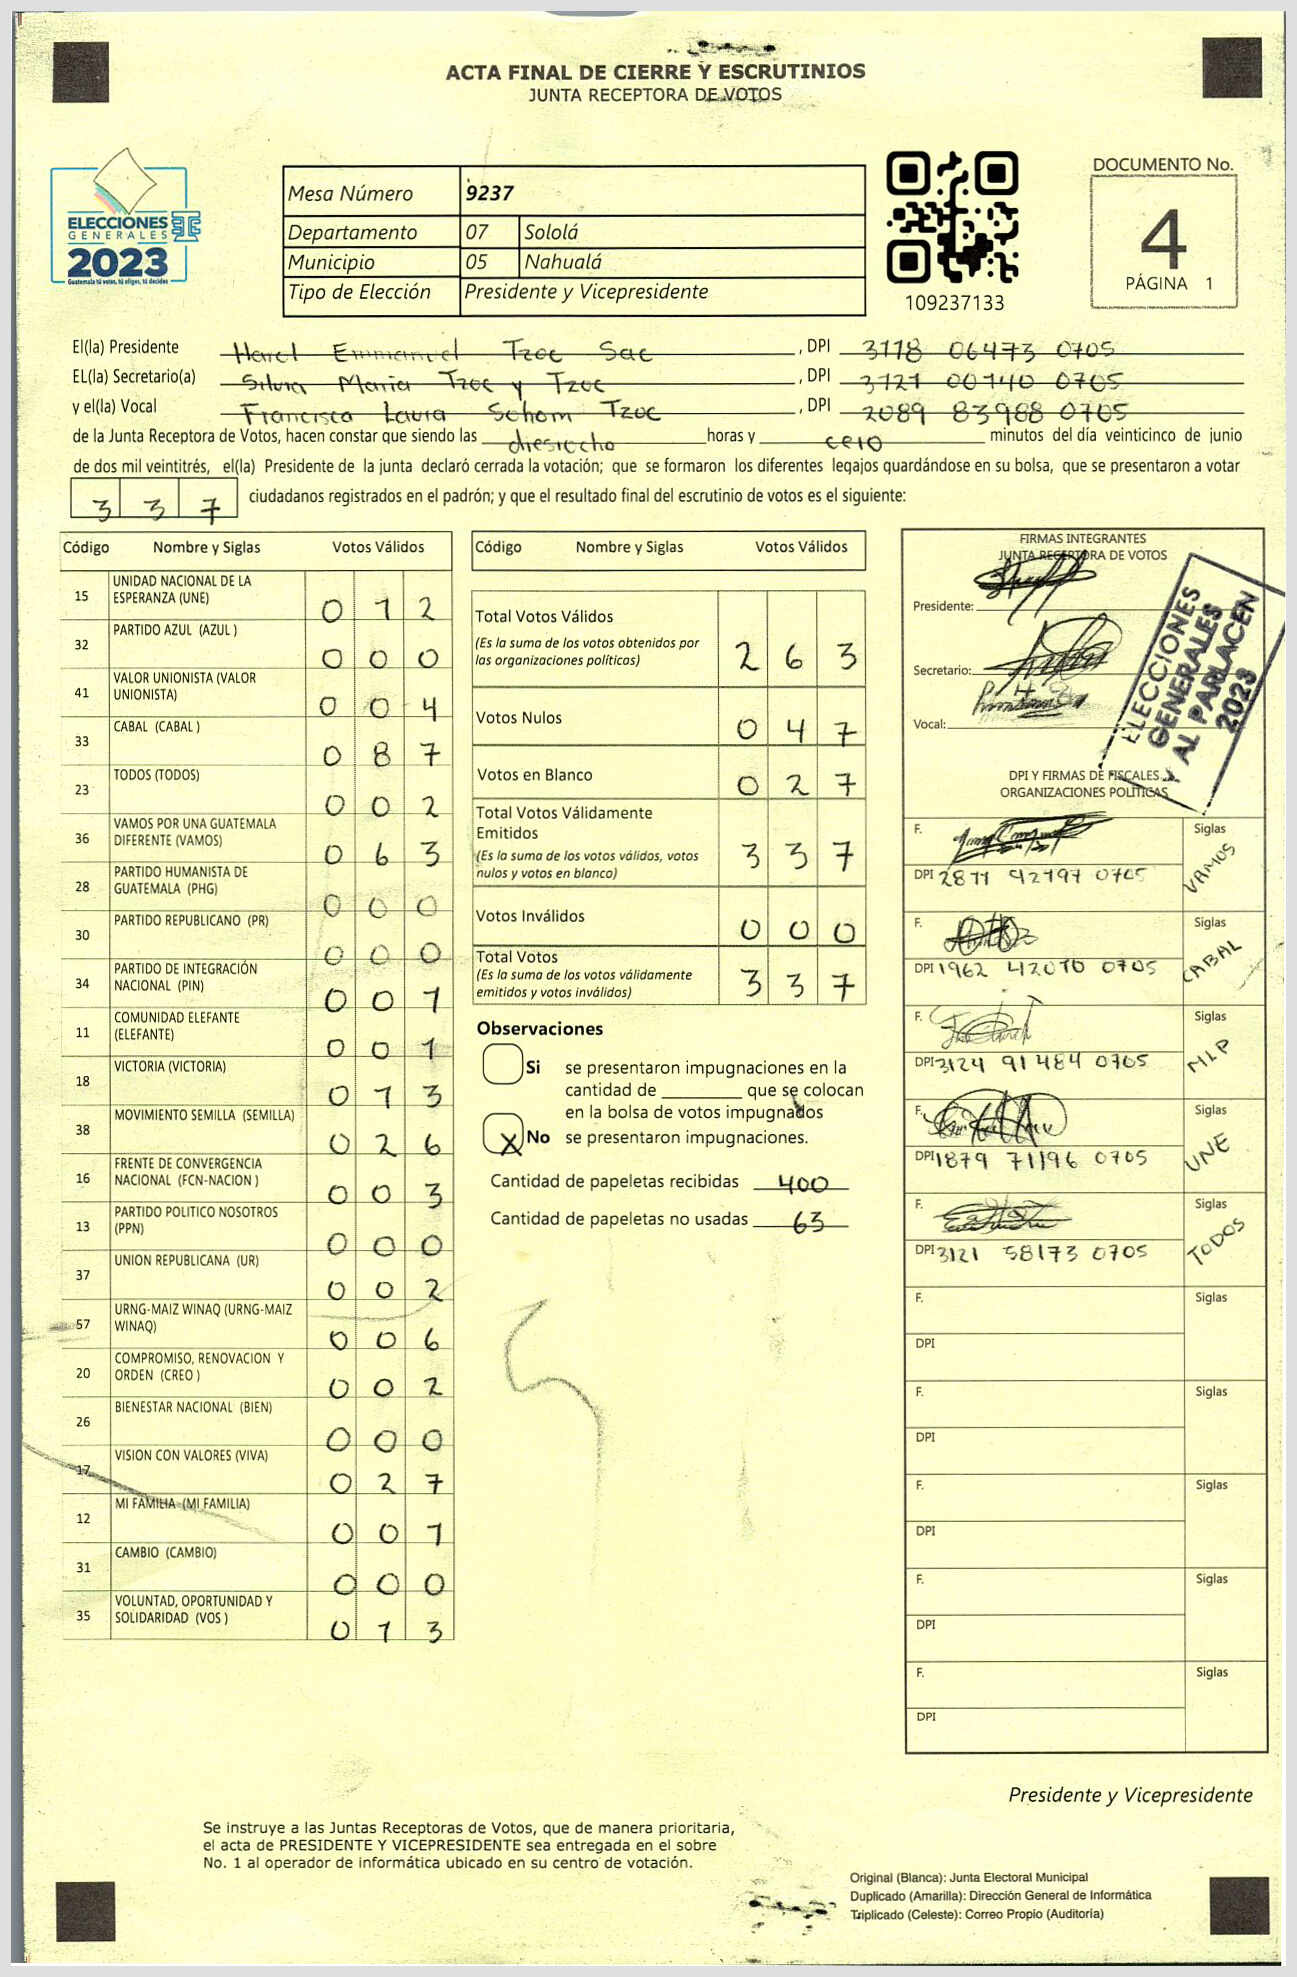 ACTA FINAL DE CIERRE Y ESCRUTINIOS
JUNTA RECEPTORA DE VOTOS
ELECCIONES
GENERALES
2023
Guatemala tú votas, tú eliges, tú decides
Mesa Número 9237
Departamento 07 Sololá
Municipio 05 Nahualá
Tipo de Elección Presidente y Vicepresidente
109237133
DOCUMENTO No.
4
PÁGINA 1
El(la) Presidente Harol Emmanuel Tzoc Sac , DPI 3118 06473 0705
EL(la) Secretario(a) Silvia Maria Tzoc y Tzoc , DPI 3121 00140 0705
y el(la) Vocal Francisca Laura Sohom Tzoc , DPI 2089 83988 0705
de la Junta Receptora de Votos, hacen constar que siendo las diesiocho horas y cero minutos del día veinticinco de junio
de dos mil veintitrés, el(la) Presidente de la junta declaró cerrada la votación; que se formaron los diferentes legajos quardándose en su bolsa, que se presentaron a votar
3 3 7 ciudadanos registrados en el padrón; y que el resultado final del escrutinio de votos es el siguiente:
Código Nombre y Siglas Votos Válidos
15 UNIDAD NACIONAL DE LA
ESPERANZA (UNE) 0 1 2
32 PARTIDO AZUL (AZUL ) 0 0 0
41 VALOR UNIONISTA (VALOR
UNIONISTA) 0 0 4
33 CABAL (CABAL ) 0 8 7
23 TODOS (TODOS) 0 0 2
36 VAMOS POR UNA GUATEMALA
DIFERENTE (VAMOS) 0 6 3
28 PARTIDO HUMANISTA DE
GUATEMALA (PHG) 0 0 0
30 PARTIDO REPUBLICANO (PR) 0 0 0
34 PARTIDO DE INTEGRACIÓN
NACIONAL (PIN) 0 0 1
11 COMUNIDAD ELEFANTE
(ELEFANTE) 0 0 1
18 VICTORIA (VICTORIA) 0 1 3
38 MOVIMIENTO SEMILLA (SEMILLA) 0 2 6
16 FRENTE DE CONVERGENCIA
NACIONAL (FCN-NACION ) 0 0 3
13 PARTIDO POLITICO NOSOTROS
(PPN) 0 0 0
37 UNION REPUBLICANA (UR) 0 0 2
57 URNG-MAIZ WINAQ (URNG-MAIZ
WINAQ) 0 0 6
20 COMPROMISO, RENOVACION Y
ORDEN (CREO ) 0 0 2
26 BIENESTAR NACIONAL (BIEN) 0 0 0
17 VISION CON VALORES (VIVA) 0 2 7
12 MI FAMILIA (MI FAMILIA) 0 0 1
31 CAMBIO (CAMBIO) 0 0 0
35 VOLUNTAD, OPORTUNIDAD Y
SOLIDARIDAD (VOS ) 0 1 3
Código Nombre y Siglas Votos Válidos
Total Votos Válidos
(Es la suma de los votos obtenidos por
las organizaciones políticas) 2 6 3
Votos Nulos 0 4 7
Votos en Blanco 0 2 7
Total Votos Válidamente
Emitidos
(Es la suma de los votos válidos, votos
nulos y votos en blanco) 3 3 7
Votos Inválidos 0 0 0
Total Votos
(Es la suma de los votos válidamente
emitidos y votos inválidos) 3 3 7
Observaciones
Si se presentaron impugnaciones en la
cantidad de ________ que se colocan
en la bolsa de votos impugnados
X No se presentaron impugnaciones.
Cantidad de papeletas recibidas 400
Cantidad de papeletas no usadas 63
FIRMAS INTEGRANTES
JUNTA RECEPTORA DE VOTOS
Presidente:
Secretario:
Vocal:
ELECCIONES
GENERALES
Y AL PARLACEN
2023
DPI Y FIRMAS DE FISCALES
ORGANIZACIONES POLÍTICAS
F. Siglas
DPI 2871 42197 0705 VAMOS
F. Siglas
DPI 1962 42070 0705 CABAL
F. Siglas
DPI 3124 91484 0705 MLP
F. Siglas
DPI 1879 71196 0705 UNE
F. Siglas
DPI 3121 58173 0705 TODOS
F. Siglas
DPI
F. Siglas
DPI
F. Siglas
DPI
F. Siglas
DPI
F. Siglas
DPI
Presidente y Vicepresidente
Se instruye a las Juntas Receptoras de Votos, que de manera prioritaria,
el acta de PRESIDENTE Y VICEPRESIDENTE sea entregada en el sobre
No. 1 al operador de informática ubicado en su centro de votación.
Original (Blanca): Junta Electoral Municipal
Duplicado (Amarilla): Dirección General de Informática
Triplicado (Celeste): Correo Propio (Auditoría)